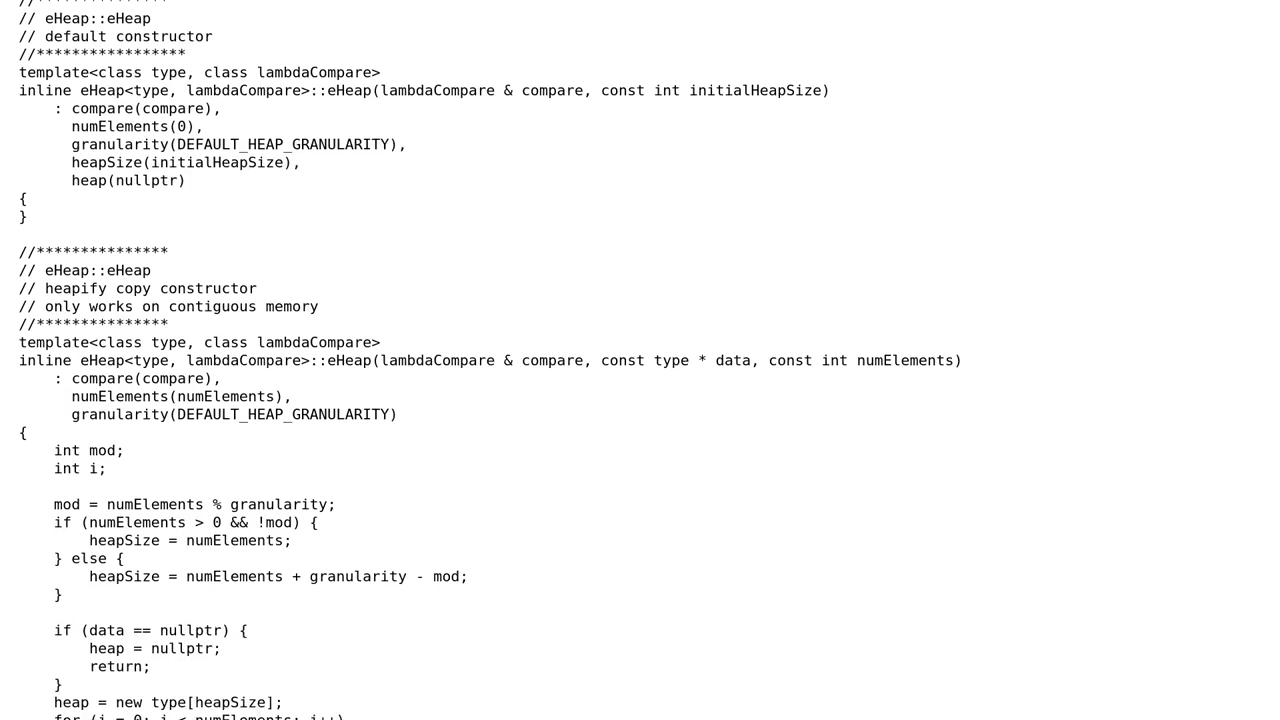 //***************
// eHeap::eHeap
// default constructor
//*****************
template<class type, class lambdaCompare>
inline eHeap<type, lambdaCompare>::eHeap(lambdaCompare & compare, const int initialHeapSize)
    : compare(compare),
      numElements(0),
      granularity(DEFAULT_HEAP_GRANULARITY),
      heapSize(initialHeapSize),
      heap(nullptr)
{
}

//***************
// eHeap::eHeap
// heapify copy constructor
// only works on contiguous memory
//***************
template<class type, class lambdaCompare>
inline eHeap<type, lambdaCompare>::eHeap(lambdaCompare & compare, const type * data, const int numElements)
    : compare(compare),
      numElements(numElements),
      granularity(DEFAULT_HEAP_GRANULARITY)
{
    int mod;
    int i;

    mod = numElements % granularity;
    if (numElements > 0 && !mod) {
        heapSize = numElements;
    } else {
        heapSize = numElements + granularity - mod;
    }

    if (data == nullptr) {
        heap = nullptr;
        return;
    }
    heap = new type[heapSize];
    for (i = 0; i < numElements; i++)